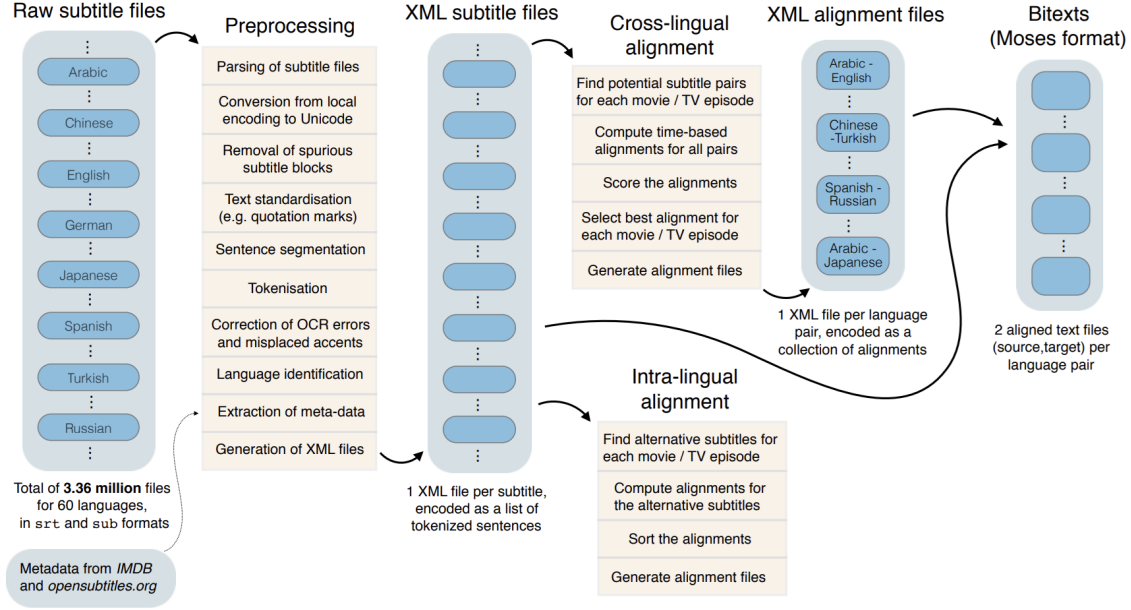 Raw subtitle files
Arabic
Chinese
English
German
Japanese
Spanish
Turkish
Russian
Total of 3.36 million files
for 60 languages,
in srt and sub formats
Metadata from IMDB
and opensubtitles.org
Preprocessing
Parsing of subtitle files
Conversion from local
encoding to Unicode
Removal of spurious
subtitle blocks
Text standardisation
(e.g. quotation marks)
Sentence segmentation
Tokenisation
Correction of OCR errors
and misplaced accents
Language identification
Extraction of meta-data
Generation of XML files
XML subtitle files
1 XML file per subtitle,
encoded as a list of
tokenized sentences
Cross-lingual
alignment
Find potential subtitle pairs
for each movie / TV episode
Compute time-based
alignments for all pairs
Score the alignments
Select best alignment for
each movie / TV episode
Generate alignment files
Intra-lingual
alignment
Find alternative subtitles for
each movie / TV episode
Compute alignments for
the alternative subtitles
Sort the alignments
Generate alignment files
XML alignment files
Arabic -
English
Chinese
-Turkish
Spanish -
Russian
Arabic -
Japanese
1 XML file per language
pair, encoded as a
collection of alignments
Bitexts
(Moses format)
2 aligned text files
(source,target) per
language pair